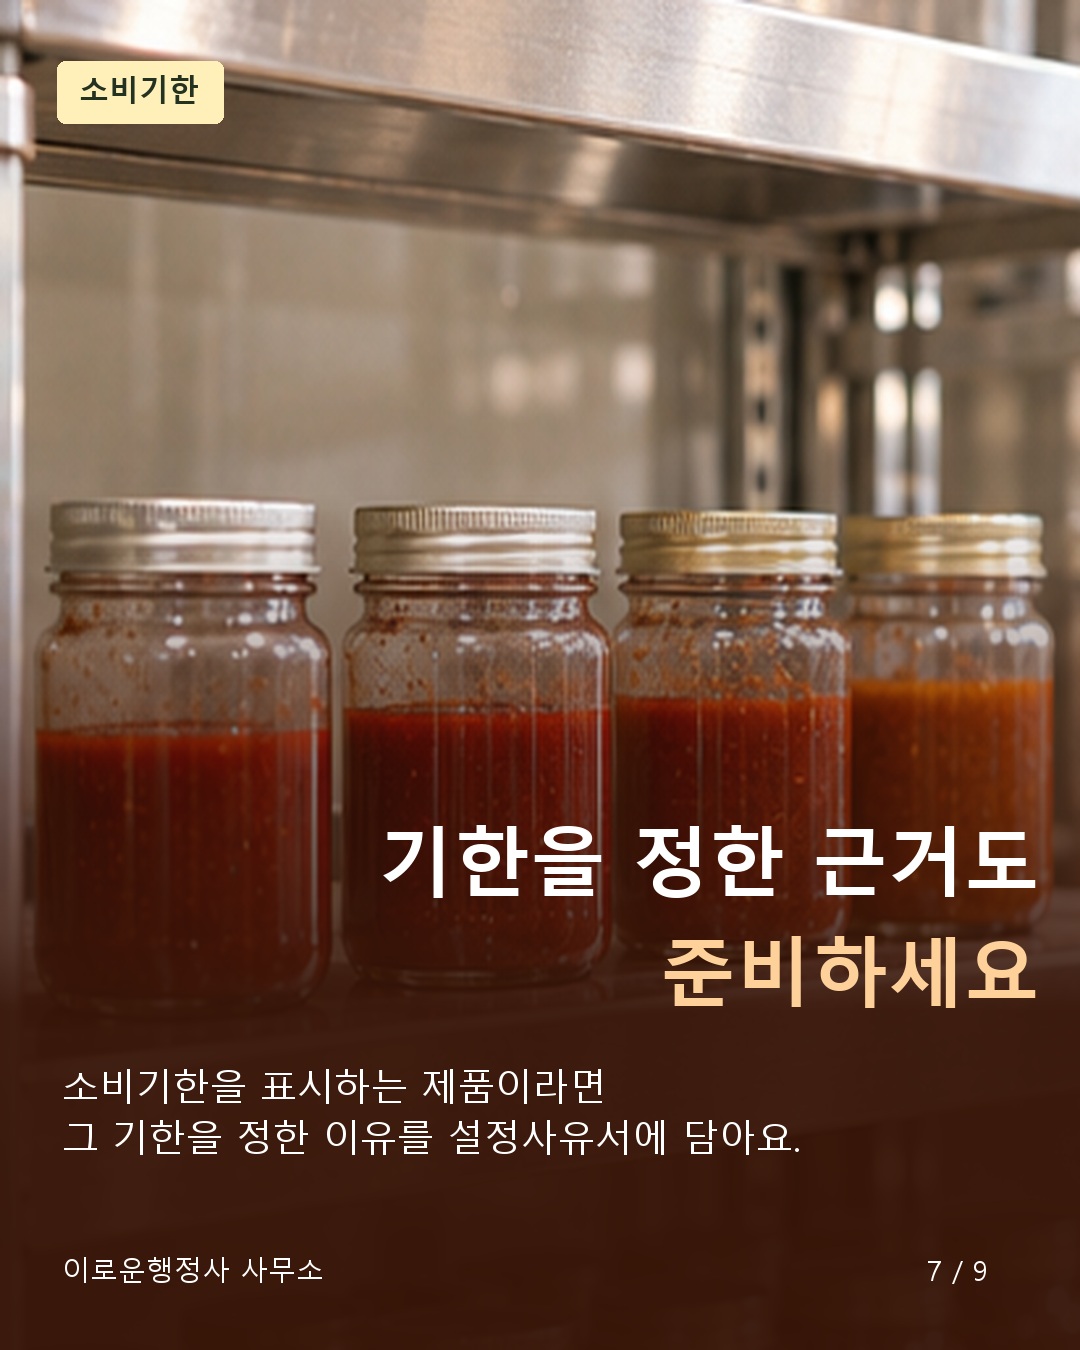 소비기한
기한을 정한 근거도
준비하세요
소비기한을 표시하는 제품이라면
그 기한을 정한 이유를 설정사유서에 담아요.
이로운행정사 사무소
7 / 9